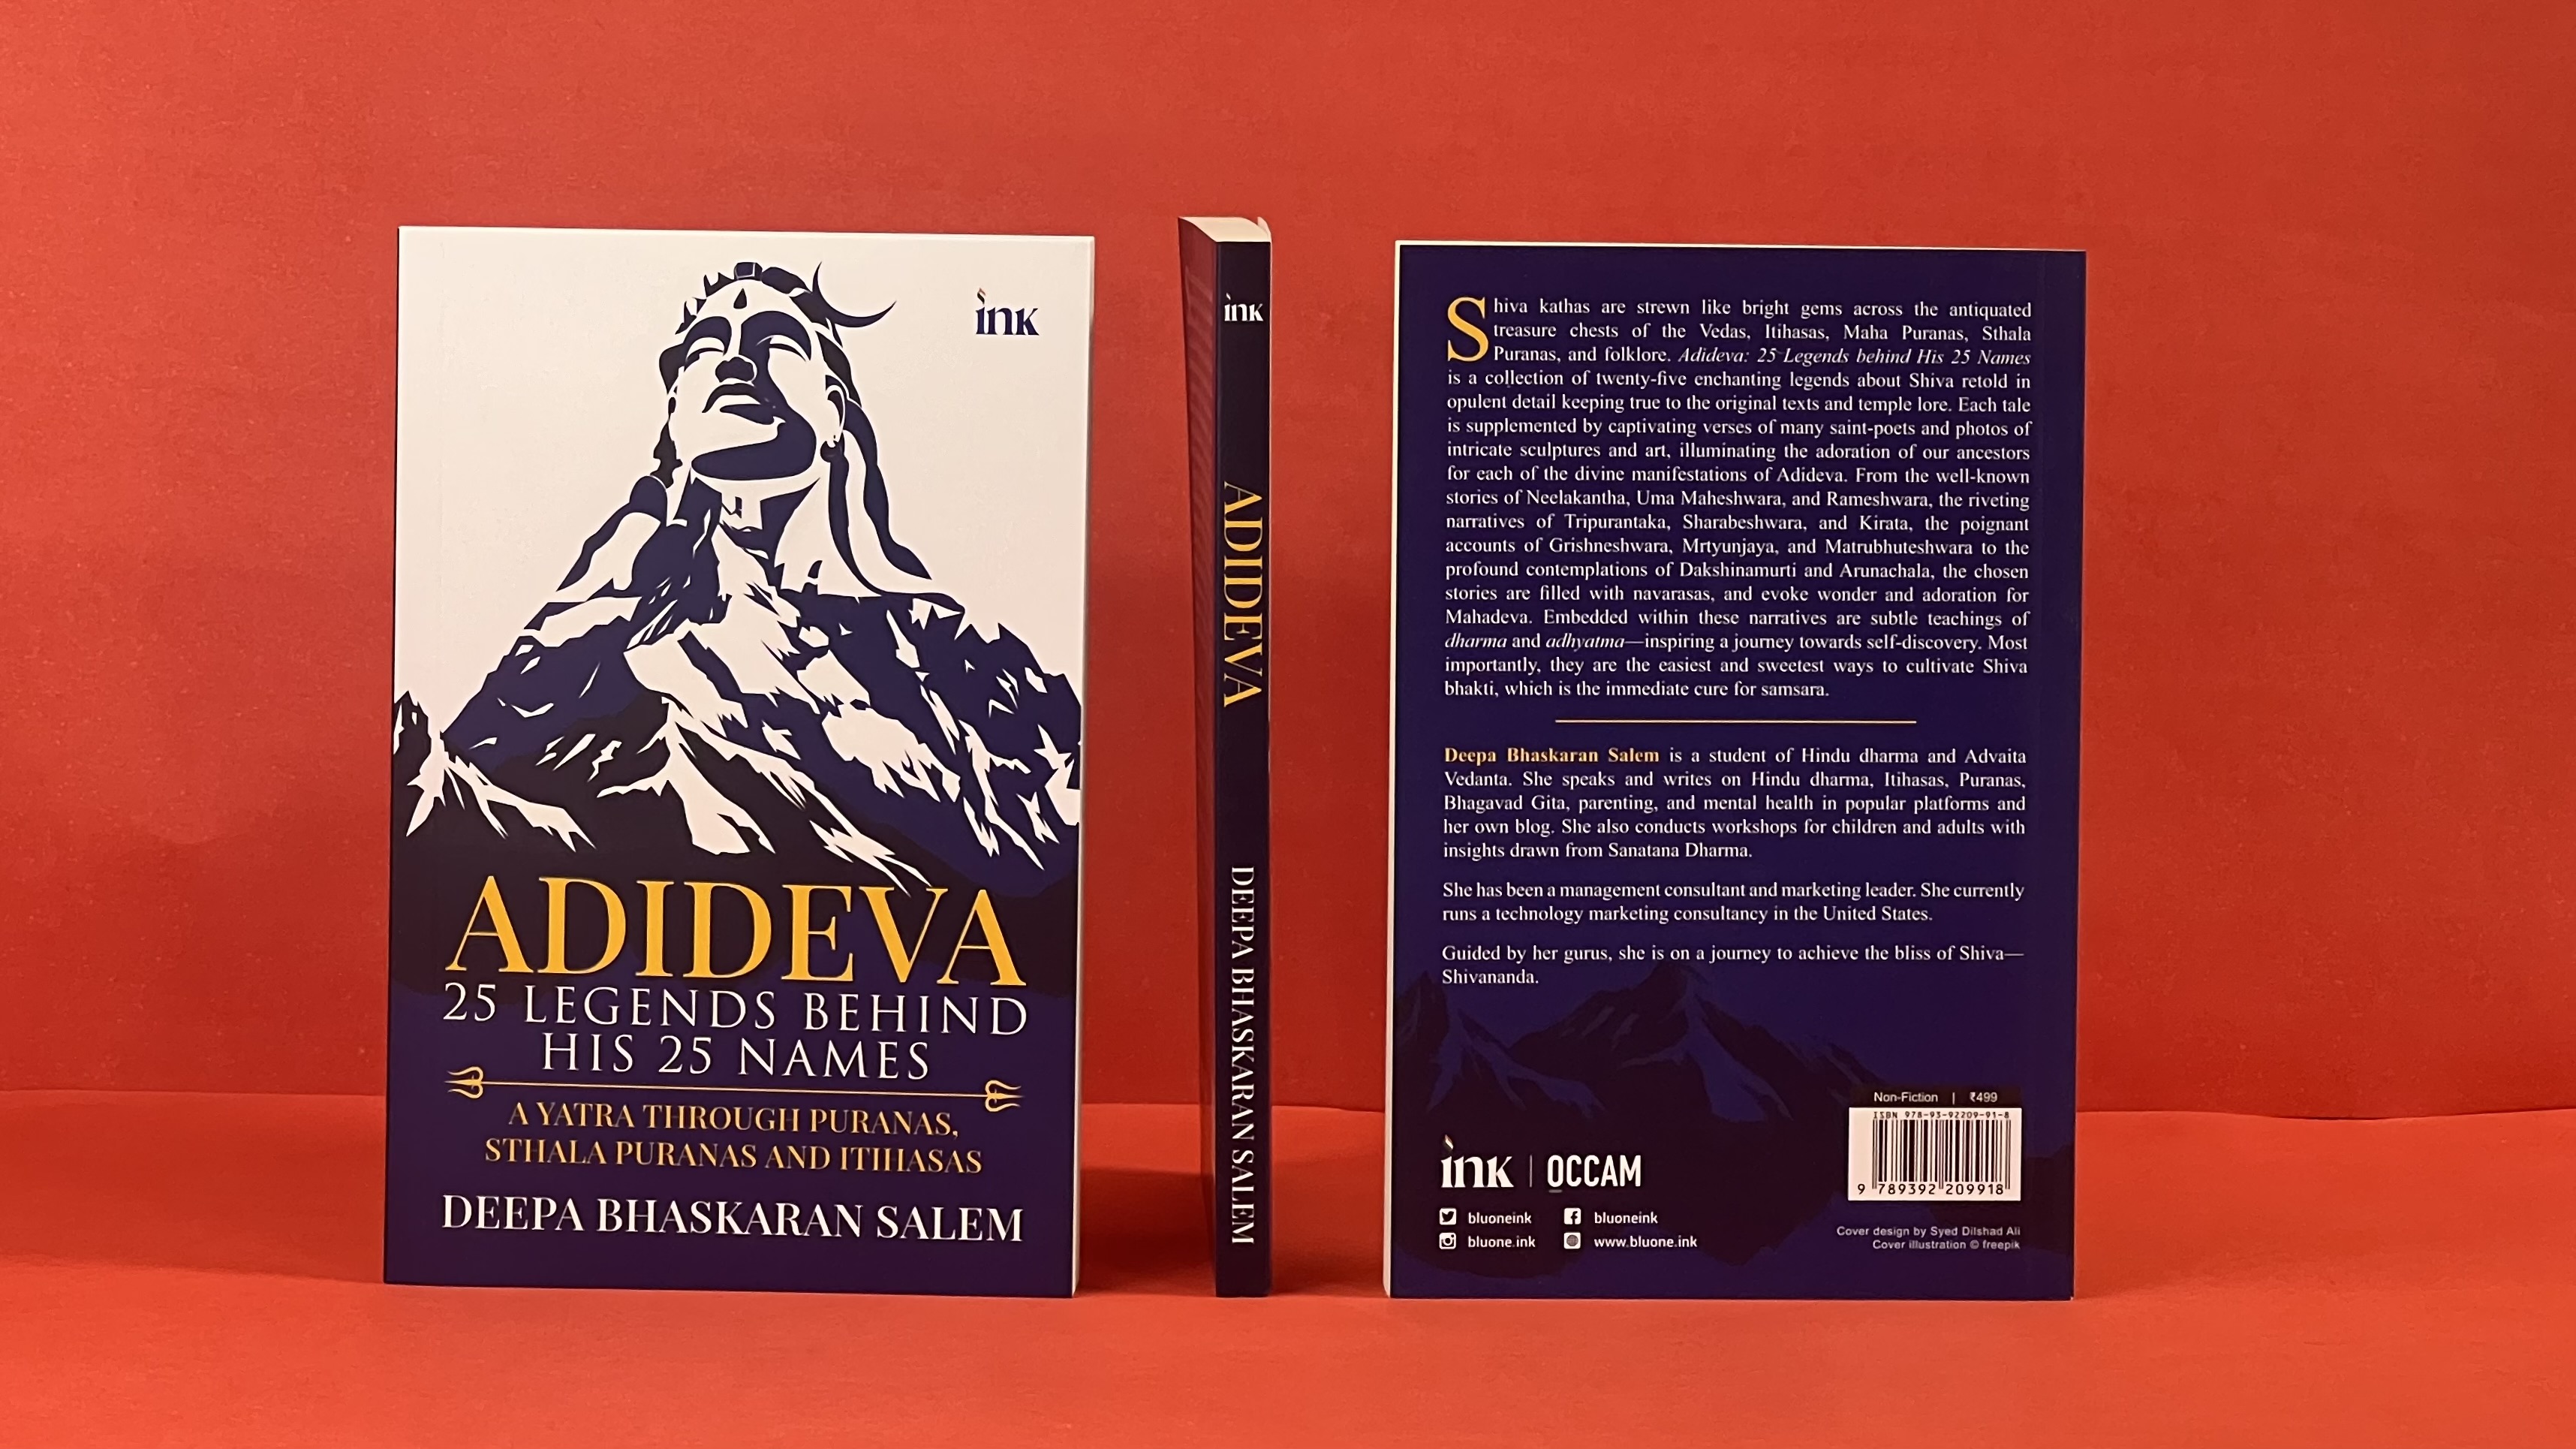 ink
ADIDEVA
25 LEGENDS BEHIND
HIS 25 NAMES
A YATRA THROUGH PURANAS,
STHALA PURANAS AND ITIHASAS
DEEPA BHASKARAN SALEM
ink
ADIDEVA
DEEPA BHASKARAN SALEM
Shiva kathas are strewn like bright gems across the antiquated
treasure chests of the Vedas, Itihasas, Maha Puranas, Sthala
Puranas, and folklore. Adideva: 25 Legends behind His 25 Names
is a collection of twenty-five enchanting legends about Shiva retold in
opulent detail keeping true to the original texts and temple lore. Each tale
is supplemented by captivating verses of many saint-poets and photos of
intricate sculptures and art, illuminating the adoration of our ancestors
for each of the divine manifestations of Adideva. From the well-known
stories of Neelakantha, Uma Maheshwara, and Rameshwara, the riveting
narratives of Tripurantaka, Sharabeshwara, and Kirata, the poignant
accounts of Grishneshwara, Mrtyunjaya, and Matrubhuteshwara to the
profound contemplations of Dakshinamurti and Arunachala, the chosen
stories are filled with navarasas, and evoke wonder and adoration for
Mahadeva. Embedded within these narratives are subtle teachings of
dharma and adhyatma—inspiring a journey towards self-discovery. Most
importantly, they are the easiest and sweetest ways to cultivate Shiva
bhakti, which is the immediate cure for samsara.
Deepa Bhaskaran Salem is a student of Hindu dharma and Advaita
Vedanta. She speaks and writes on Hindu dharma, Itihasas, Puranas,
Bhagavad Gita, parenting, and mental health in popular platforms and
her own blog. She also conducts workshops for children and adults with
insights drawn from Sanatana Dharma.
She has been a management consultant and marketing leader. She currently
runs a technology marketing consultancy in the United States.
Guided by her gurus, she is on a journey to achieve the bliss of Shiva—
Shivananda.
Non-Fiction | ₹499
ISBN 978-93-92209-91-8
9 789392 209918
ink | OCCAM
bluoneink bluoneink
bluone.ink www.bluone.ink
Cover design by Syed Dilshad Ali
Cover illustration © freepik